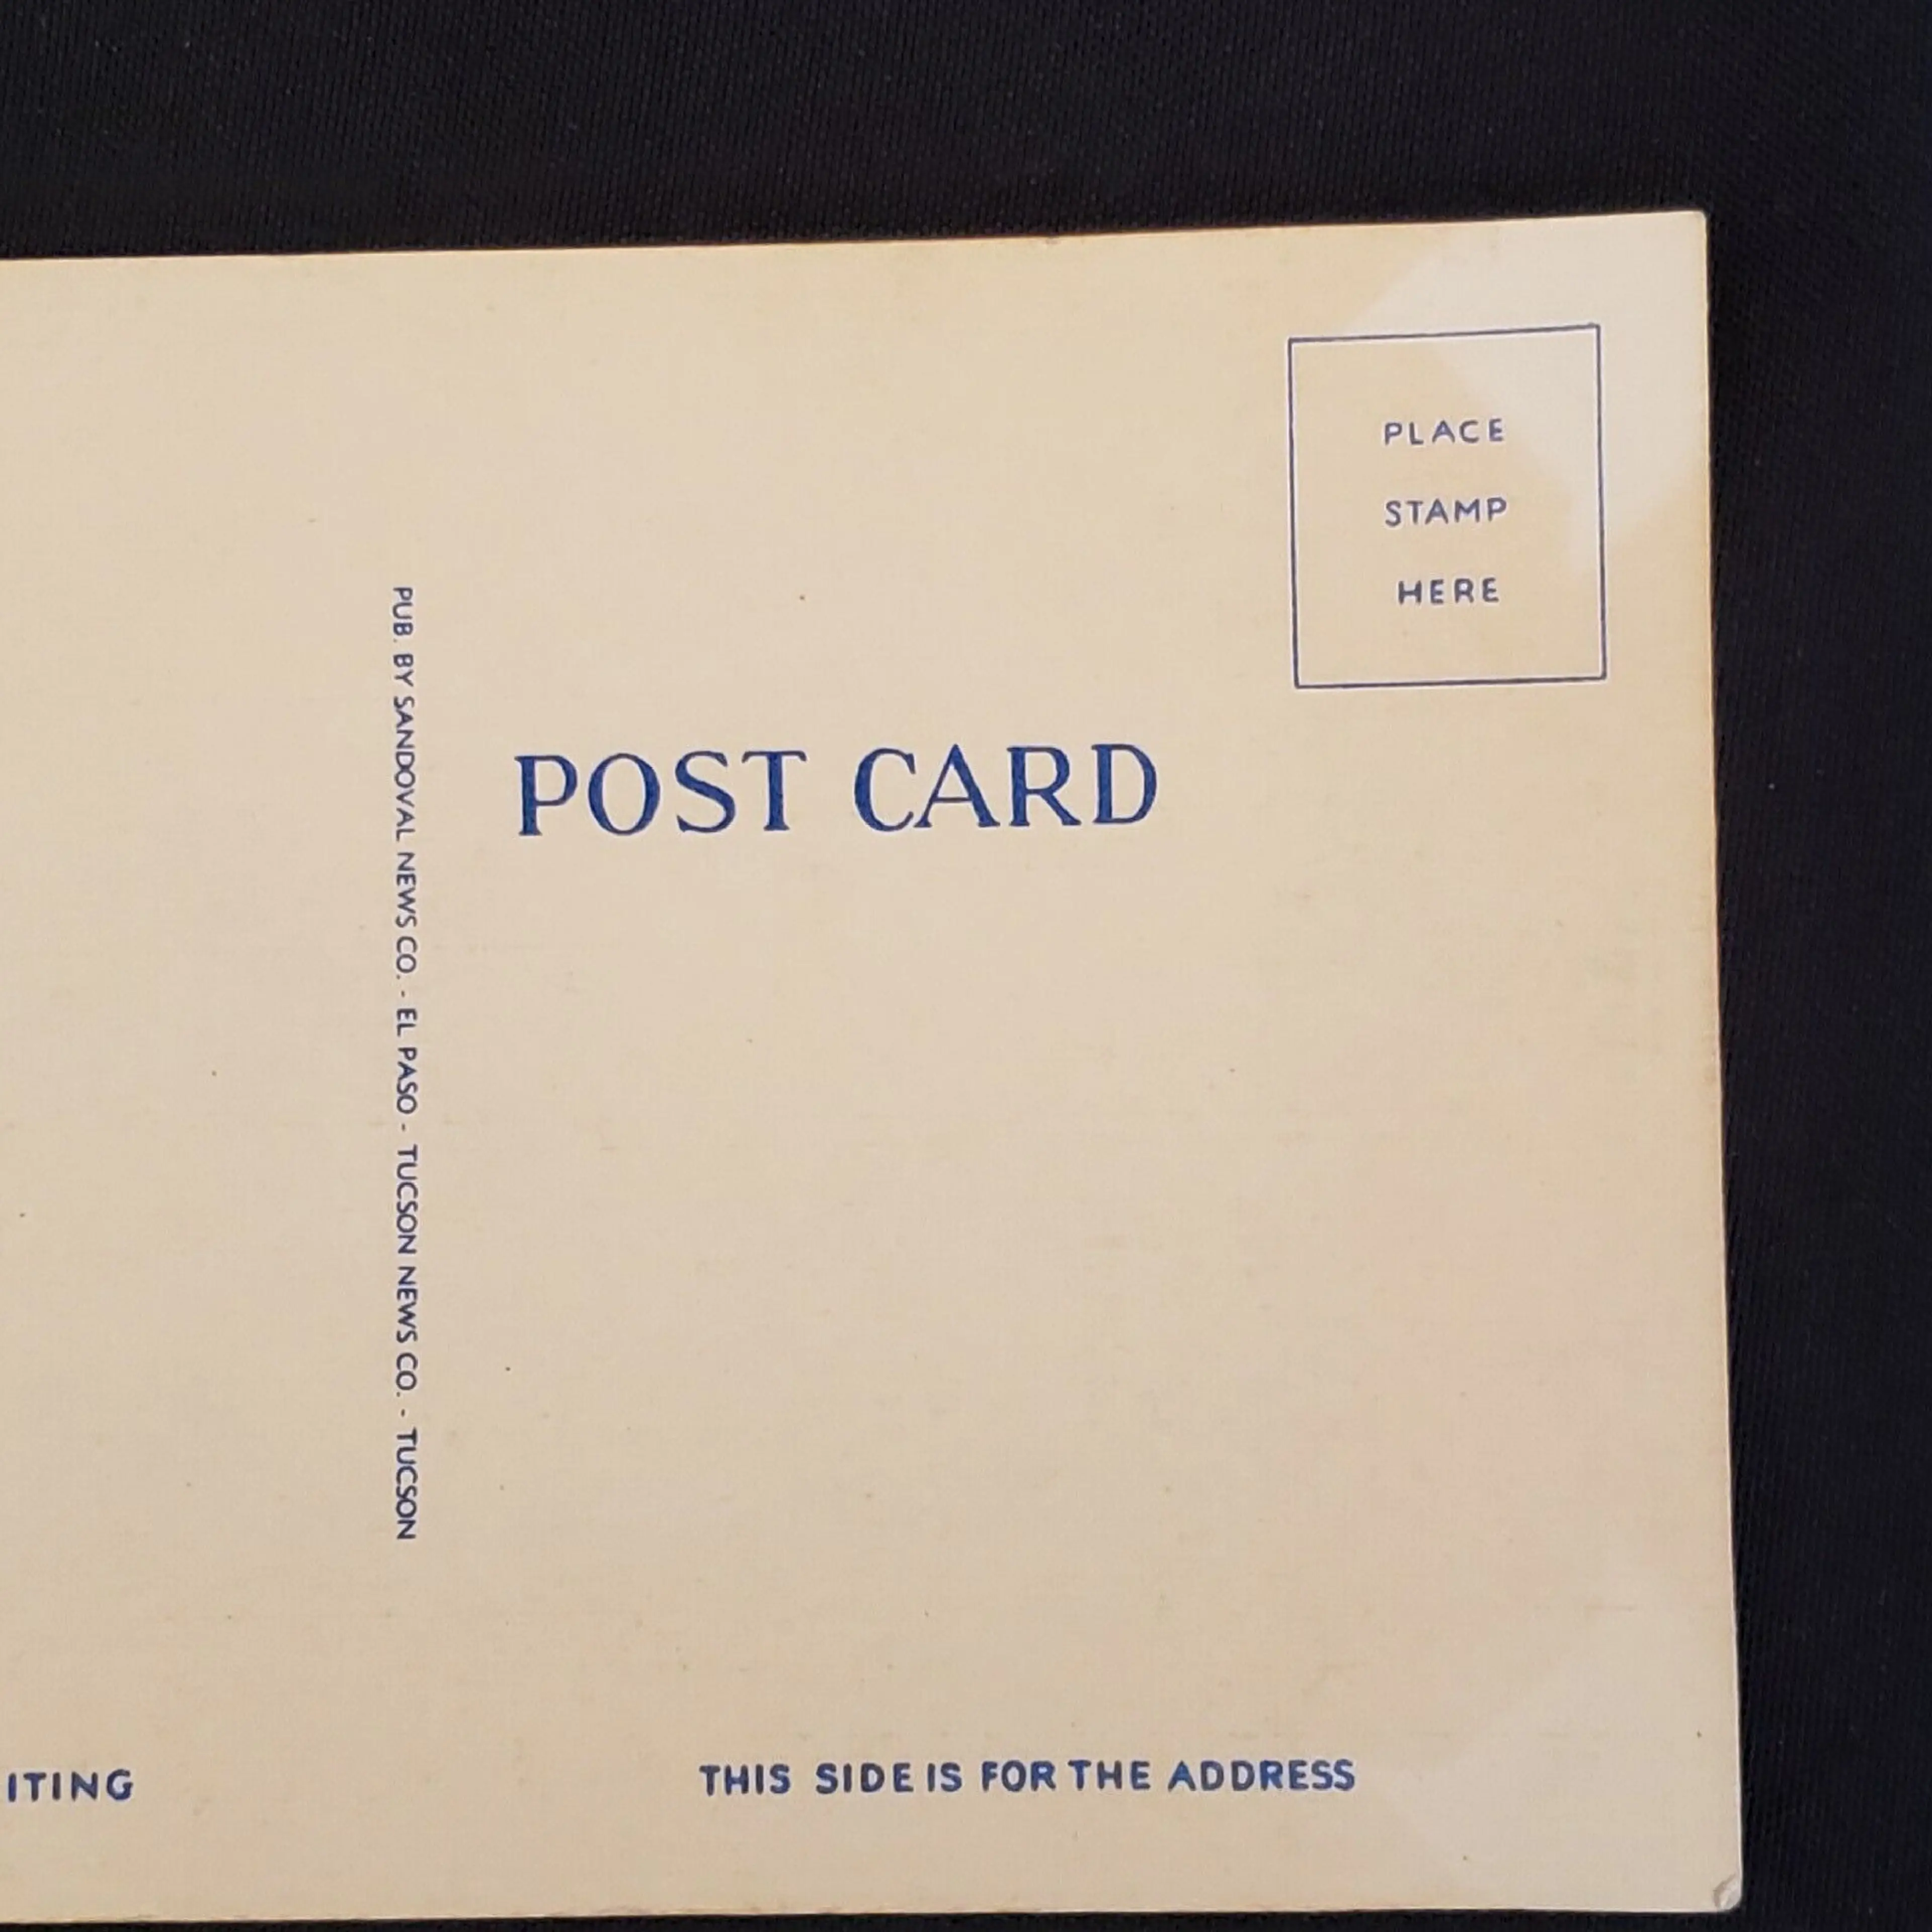 PLACE
STAMP
HERE
POST CARD
PUB. BY SANDOVAL NEWS CO. - EL PASO - TUCSON NEWS CO. - TUCSON
ITING
THIS SIDE IS FOR THE ADDRESS